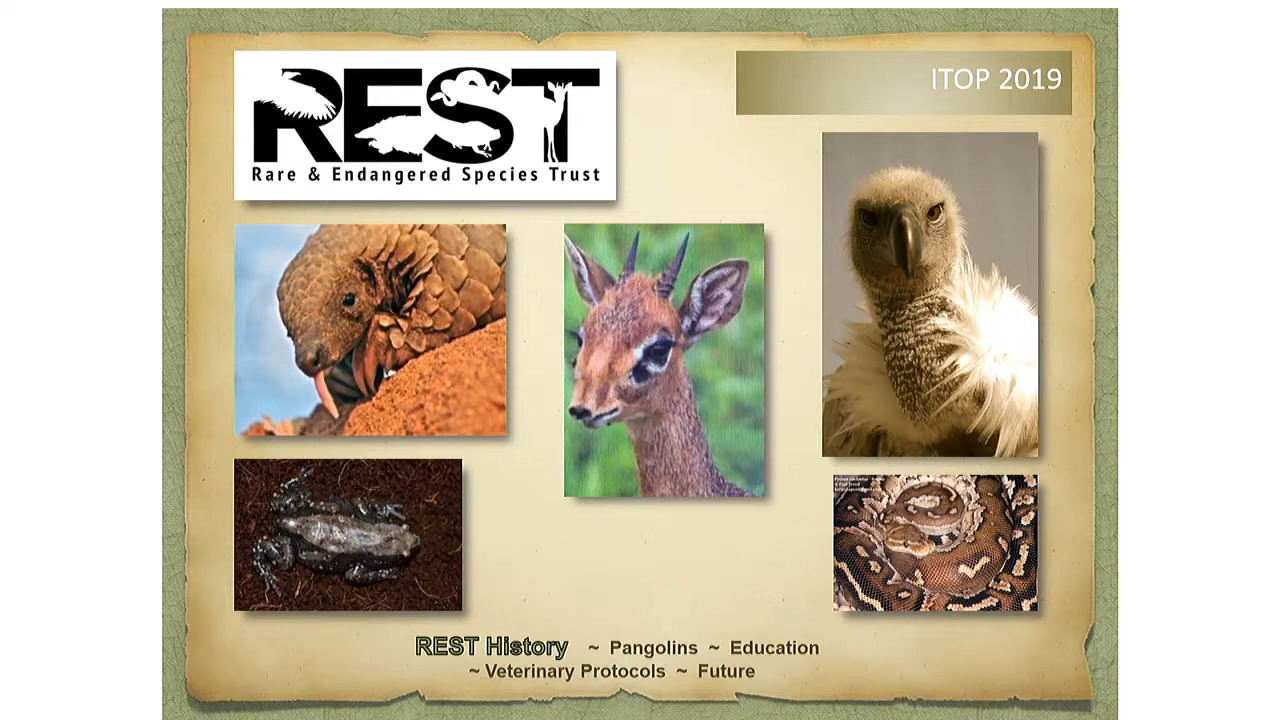 REST
Rare & Endangered Species Trust
ITOP 2019
REST History ~ Pangolins ~ Education
~ Veterinary Protocols ~ Future